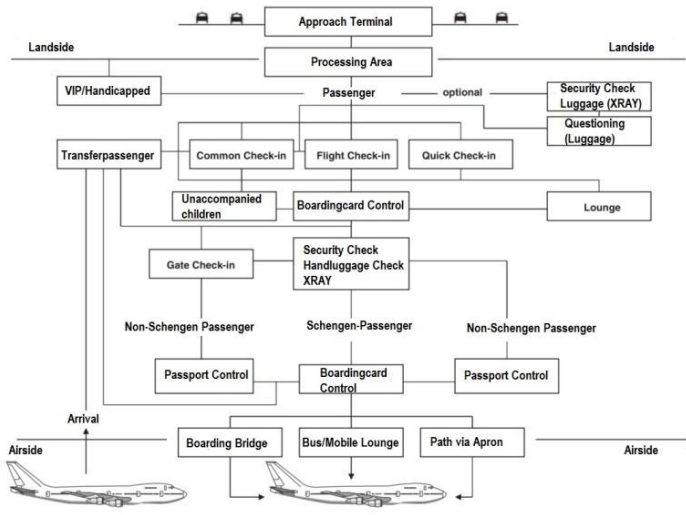 Approach Terminal
Landside
Landside
Processing Area
VIP/Handicapped
Passenger
optional
Security Check
Luggage (XRAY)
Questioning
(Luggage)
Transferpassenger
Common Check-in
Flight Check-in
Quick Check-in
Unaccompanied
children
Boardingcard Control
Lounge
Gate Check-in
Security Check
Handluggage Check
XRAY
Non-Schengen Passenger
Schengen-Passenger
Non-Schengen Passenger
Passport Control
Boardingcard
Control
Passport Control
Arrival
Airside
Boarding Bridge
Bus/Mobile Lounge
Path via Apron
Airside